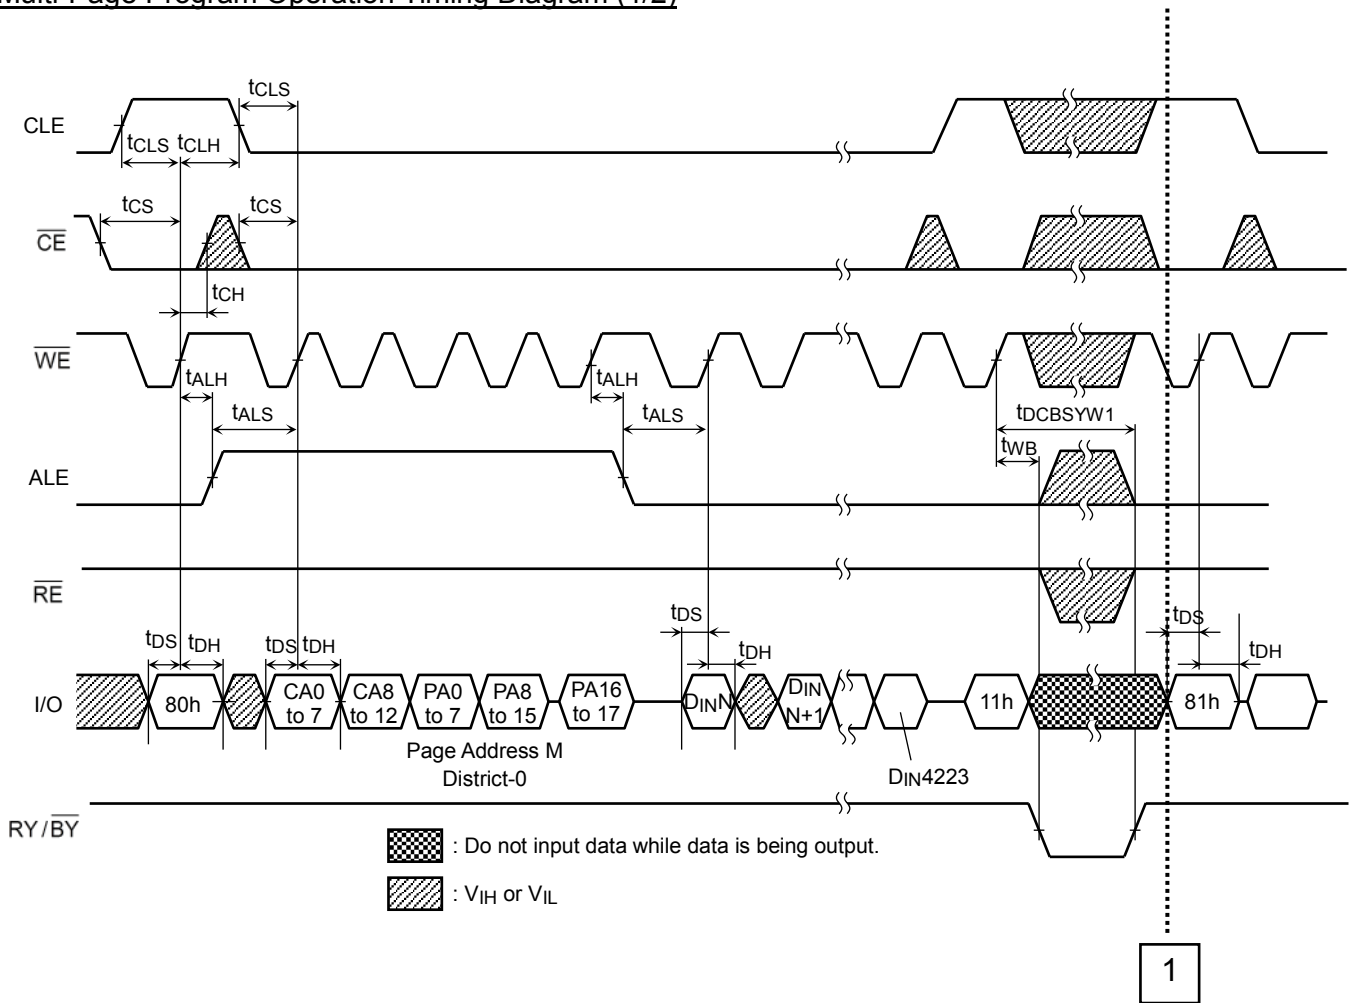 Multi-Page Program Operation Timing Diagram (1/2)
CLE
tCLS
tCLS
tCLH
CE
tCS
tCS
tCH
WE
tALH
tALS
tALH
tALS
tDCBSYW1
tWB
ALE
RE
tDS
tDH
tDS
tDH
tDS
tDH
tDS
tDH
I/O
80h
CA0 to 7
CA8 to 12
PA0 to 7
PA8 to 15
PA16 to 17
DINN
DIN N+1
11h
81h
Page Address M
District-0
DIN4223
RY/BY
: Do not input data while data is being output.
: VIH or VIL
1